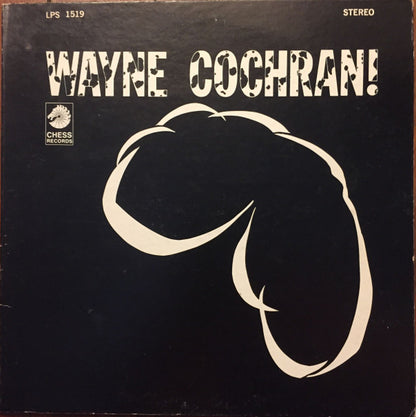 LPS 1519 STEREO
WAYNE COCHRAN!
CHESS
RECORDS